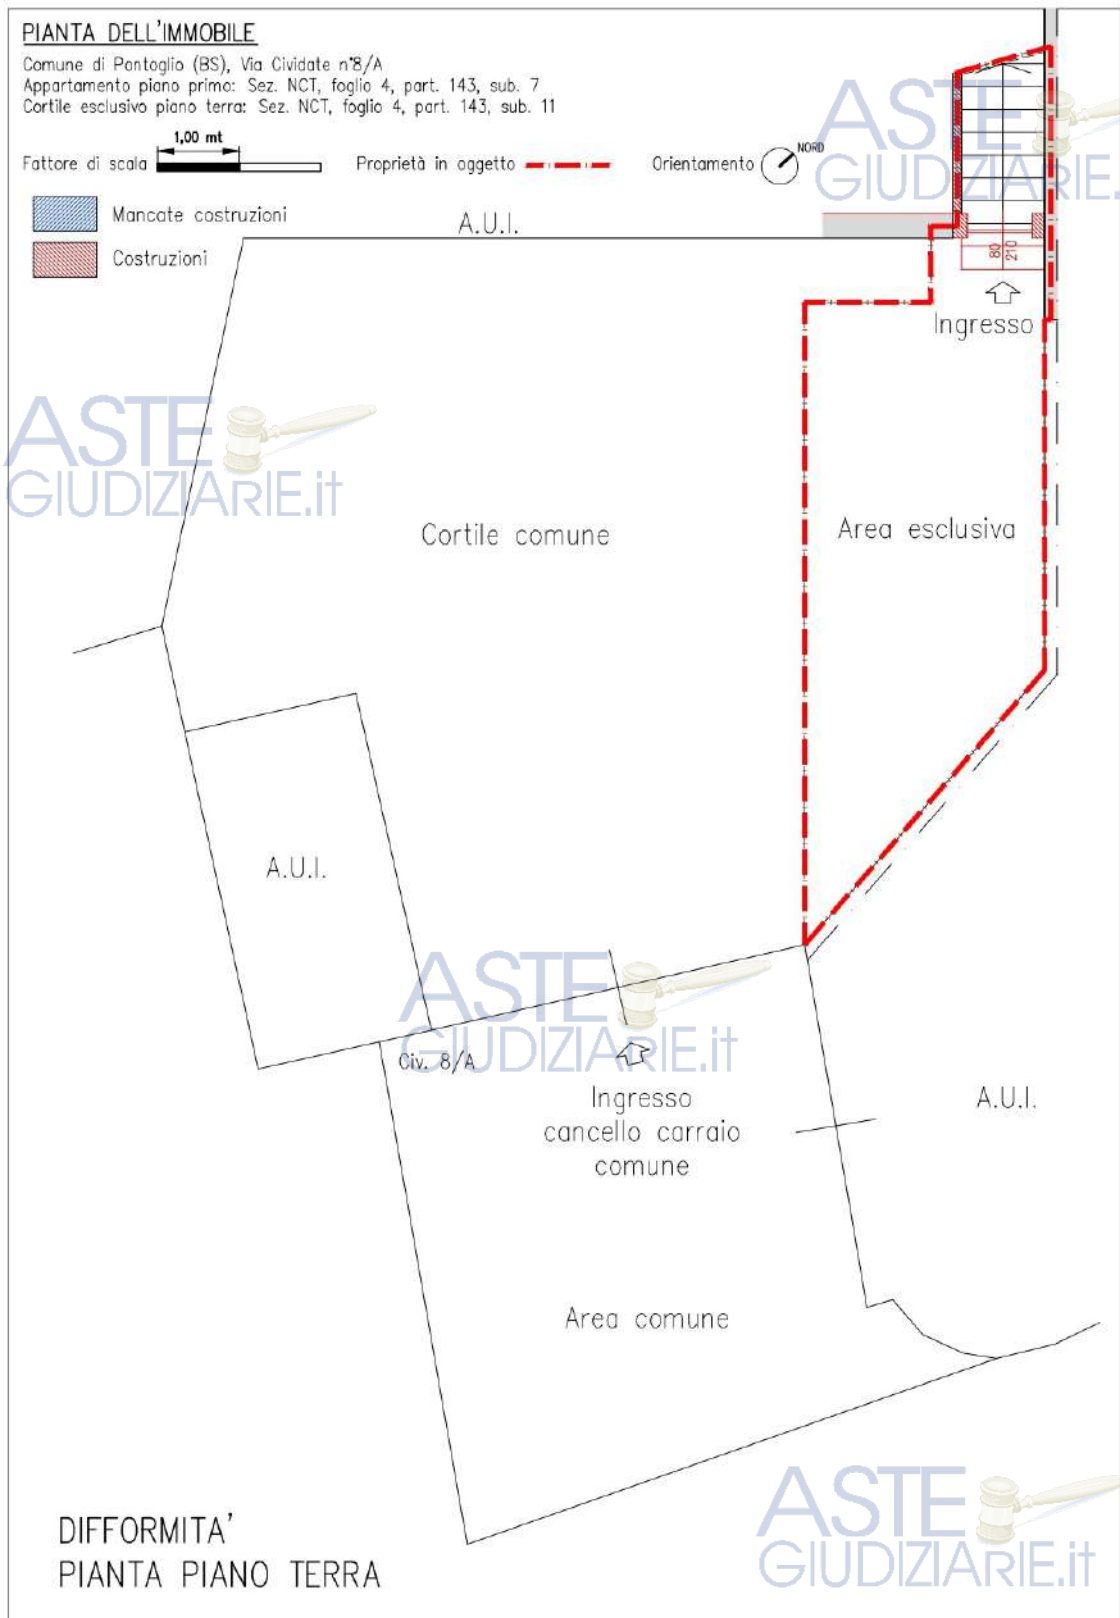 PIANTA DELL'IMMOBILE
Comune di Pontoglio (BS), Via Cividate n°8/A
Appartamento piano primo: Sez. NCT, foglio 4, part. 143, sub. 7
Cortile esclusivo piano terra: Sez. NCT, foglio 4, part. 143, sub. 11
1,00 mt
Fattore di scala
Proprietà in oggetto
Orientamento
NORD
Mancate costruzioni
Costruzioni
A.U.I.
80
210
Ingresso
ASTE
GIUDIZIARIE.it
ASTE
GIUDIZIARIE.it
Cortile comune
Area esclusiva
A.U.I.
ASTE
GIUDIZIARIE.it
Civ. 8/A
Ingresso
cancello carraio
comune
A.U.I.
Area comune
ASTE
GIUDIZIARIE.it
DIFFORMITA'
PIANTA PIANO TERRA